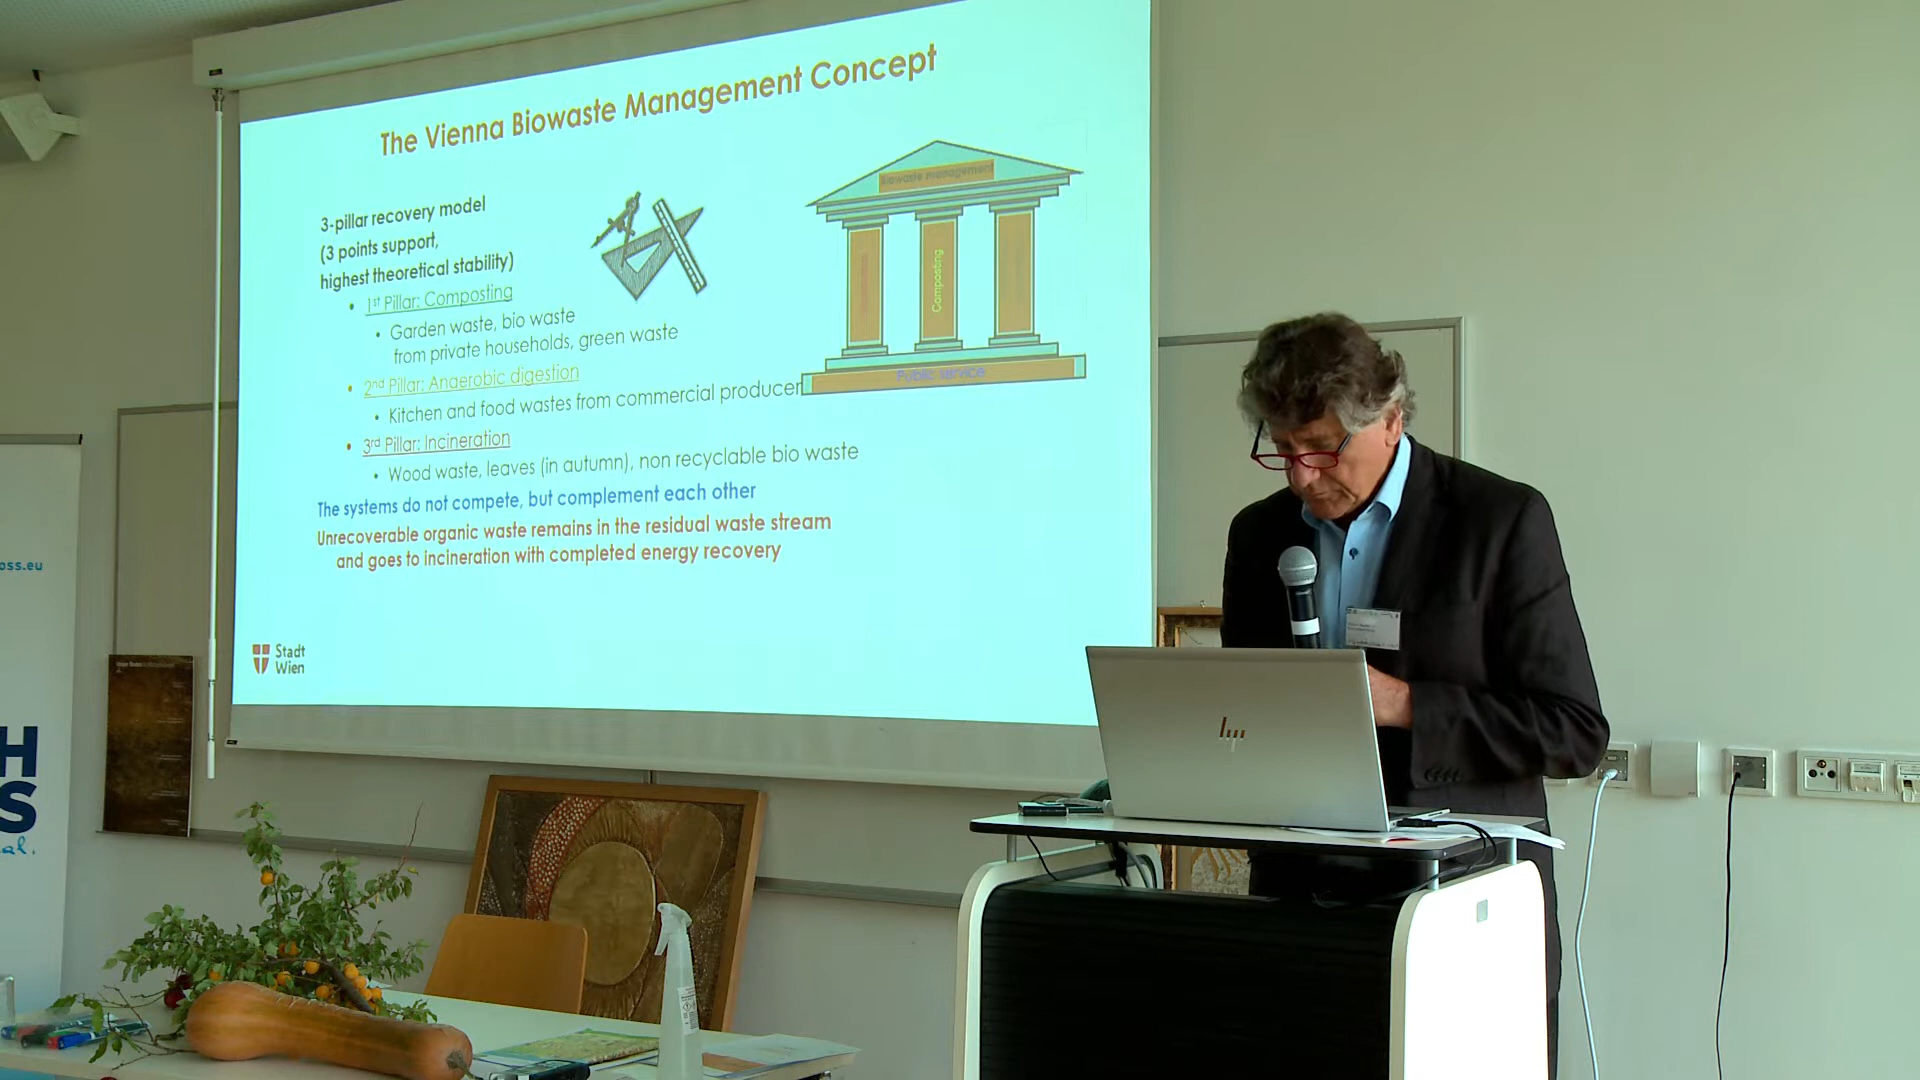 The Vienna Biowaste Management Concept
3-pillar recovery model
(3 points support,
highest theoretical stability)
• 1st Pillar: Composting
• Garden waste, bio waste
from private households, green waste
• 2nd Pillar: Anaerobic digestion
• Kitchen and food wastes from commercial producer
• 3rd Pillar: Incineration
• Wood waste, leaves (in autumn), non recyclable bio waste
The systems do not compete, but complement each other
Unrecoverable organic waste remains in the residual waste stream
and goes to incineration with completed energy recovery
Biowaste management
Composting
Public service
Stadt
Wien
oss.eu
H
S
al.
hp